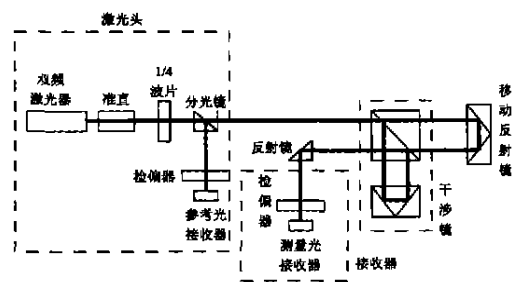 激光头
双频
激光器
准直
1/4
波片
分光镜
移动反射镜
反射镜
检偏器
检偏器
参考光
接收器
测量光
接收器
接收器
干涉镜